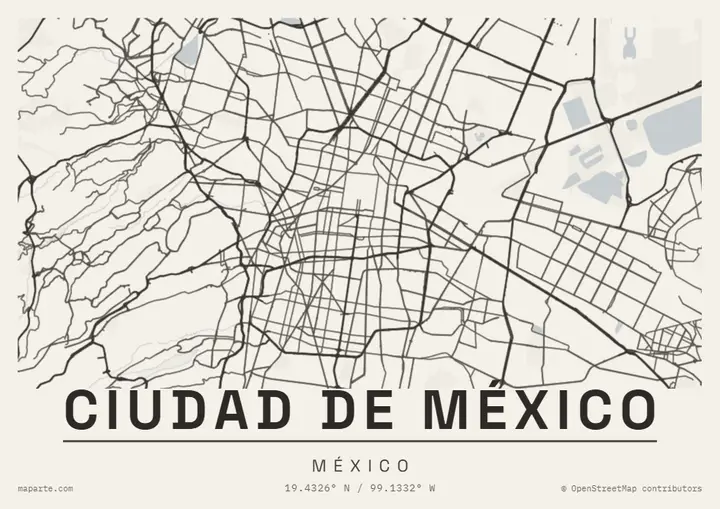 CIUDAD DE MÉXICO
MÉXICO
maparte.com
19.4326° N / 99.1332° W
© OpenStreetMap contributors